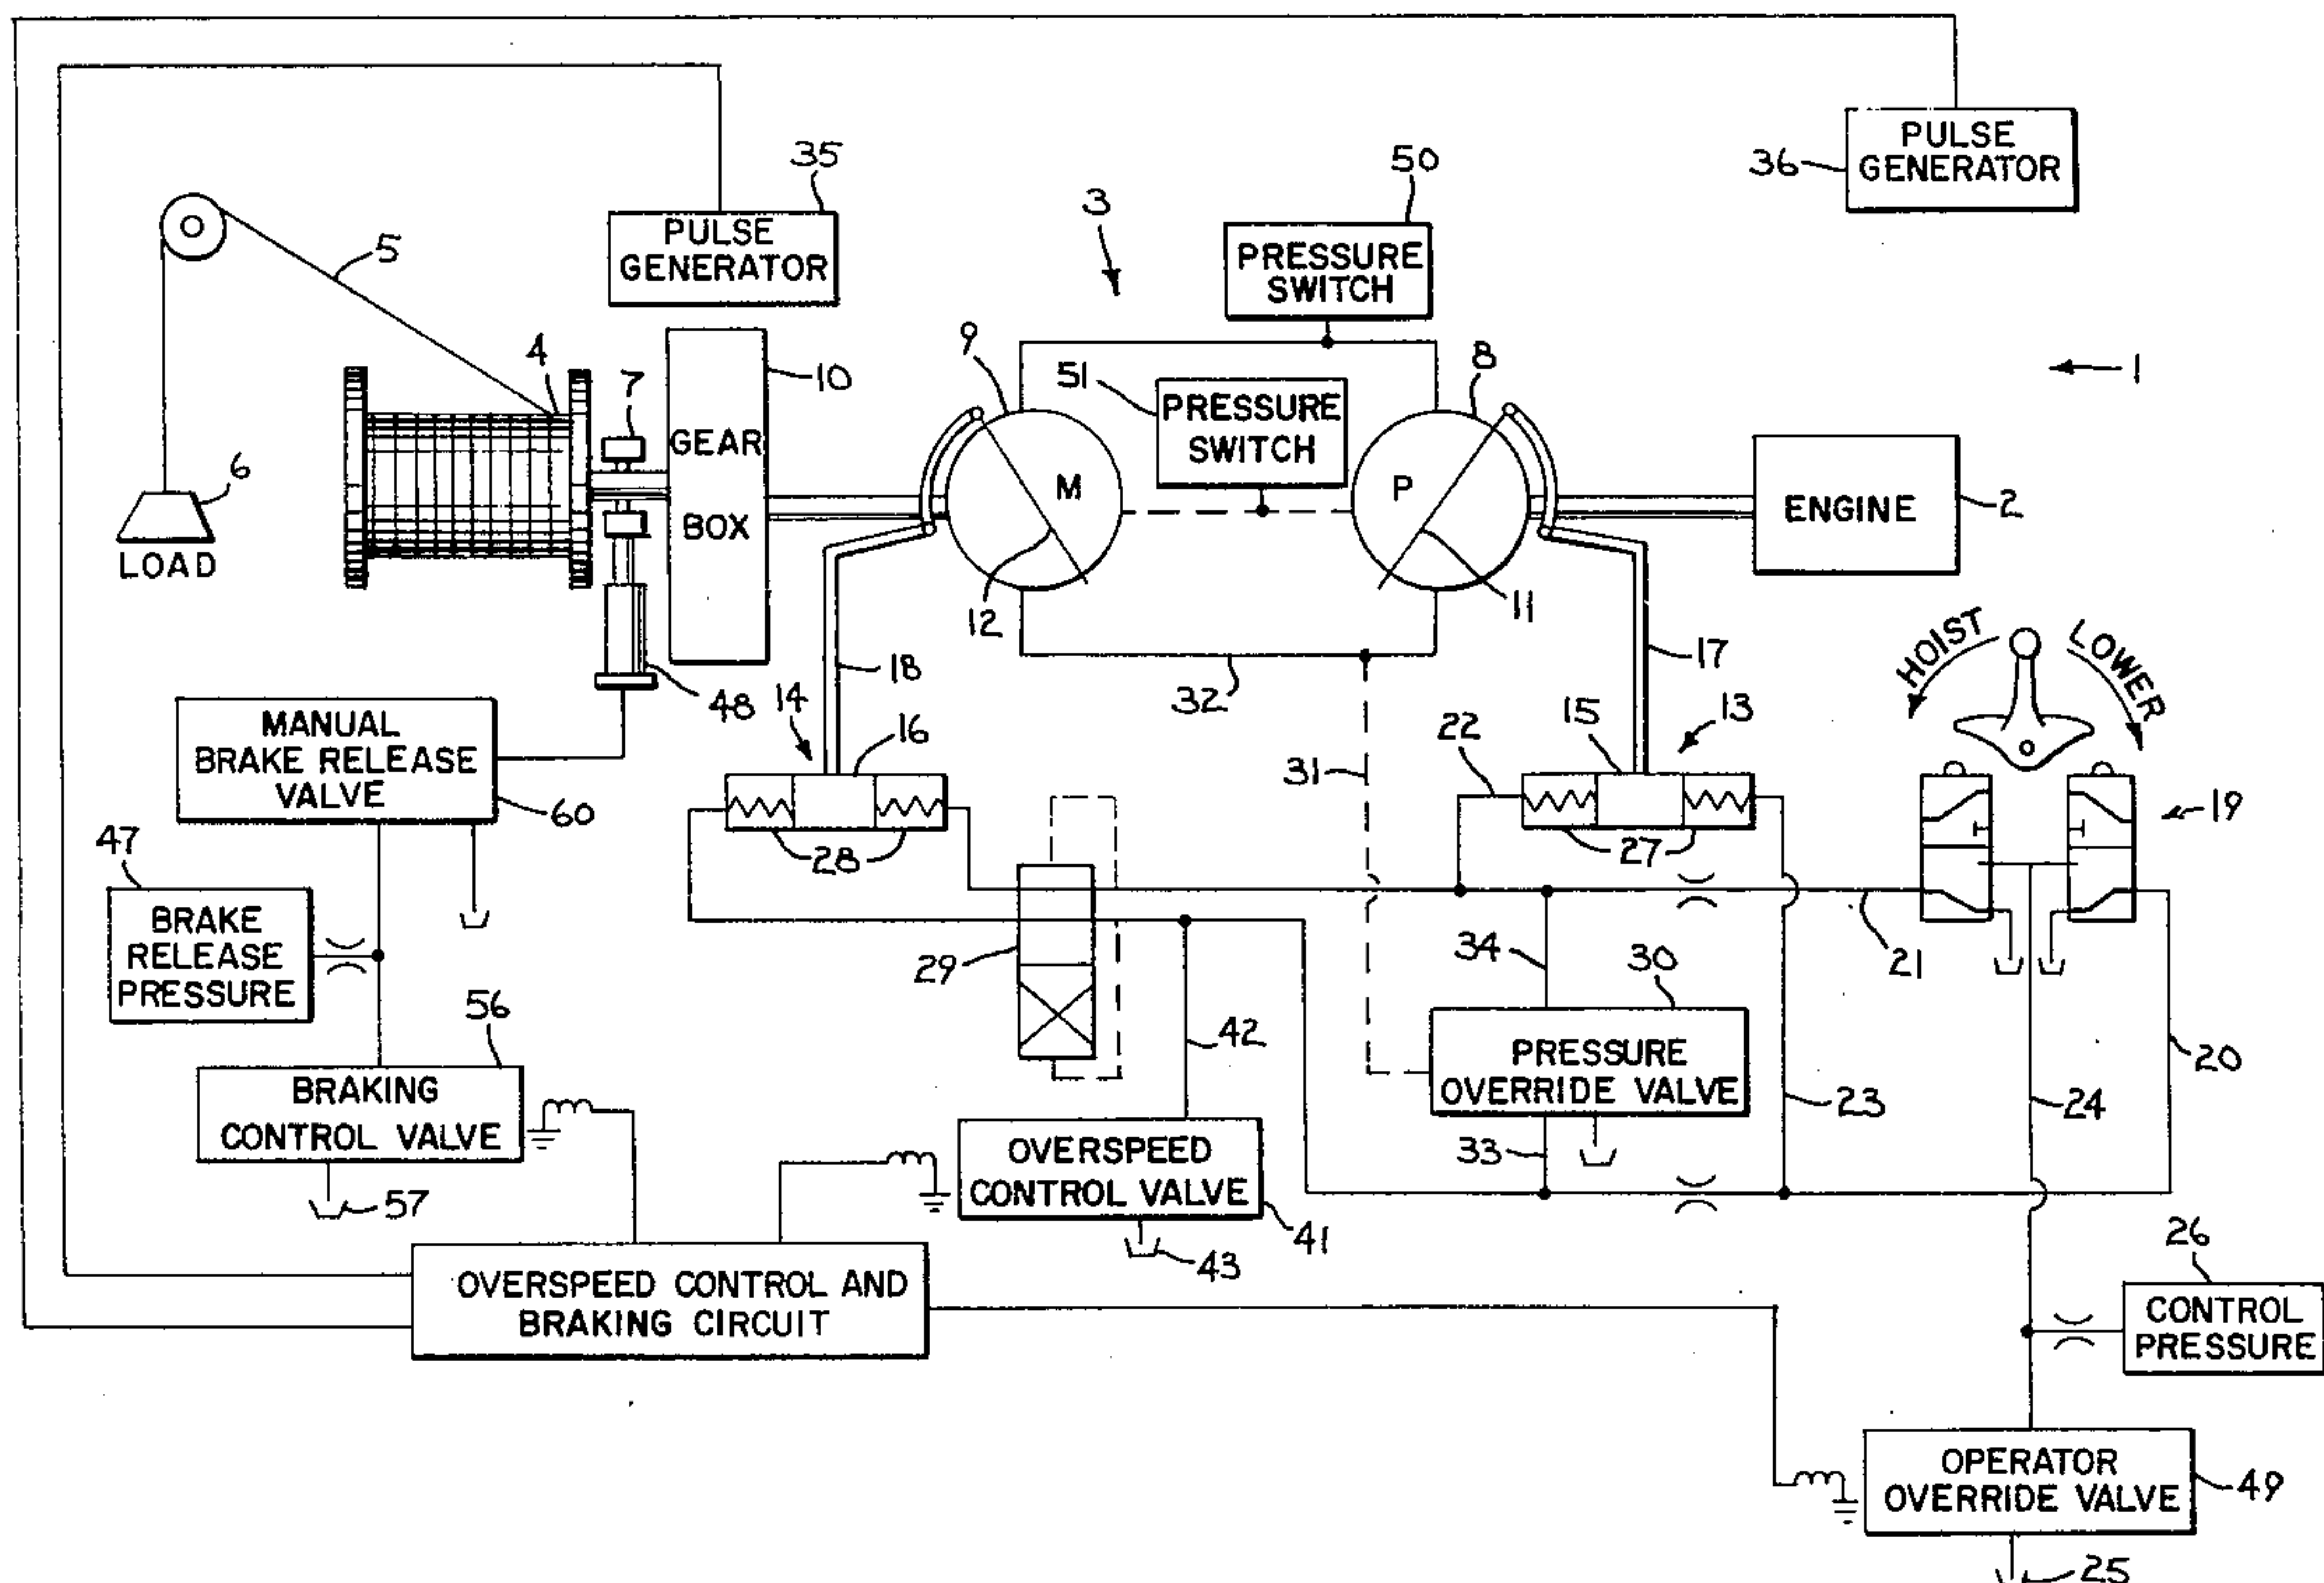 35
PULSE
GENERATOR
36
PULSE
GENERATOR
50
3
PRESSURE
SWITCH
5
4
7
10
9
51
PRESSURE
SWITCH
8
1
6
LOAD
GEAR
BOX
M
P
ENGINE
2
12
11
HOIST
LOWER
18
32
17
48
14
16
22
15
13
19
MANUAL
BRAKE RELEASE
VALVE
60
28
31
27
47
BRAKE
RELEASE
PRESSURE
29
34
30
21
56
42
PRESSURE
OVERRIDE VALVE
20
24
23
BRAKING
CONTROL VALVE
OVERSPEED
CONTROL VALVE
33
57
41
43
26
OVERSPEED CONTROL AND
BRAKING CIRCUIT
CONTROL
PRESSURE
OPERATOR
OVERRIDE VALVE
49
25